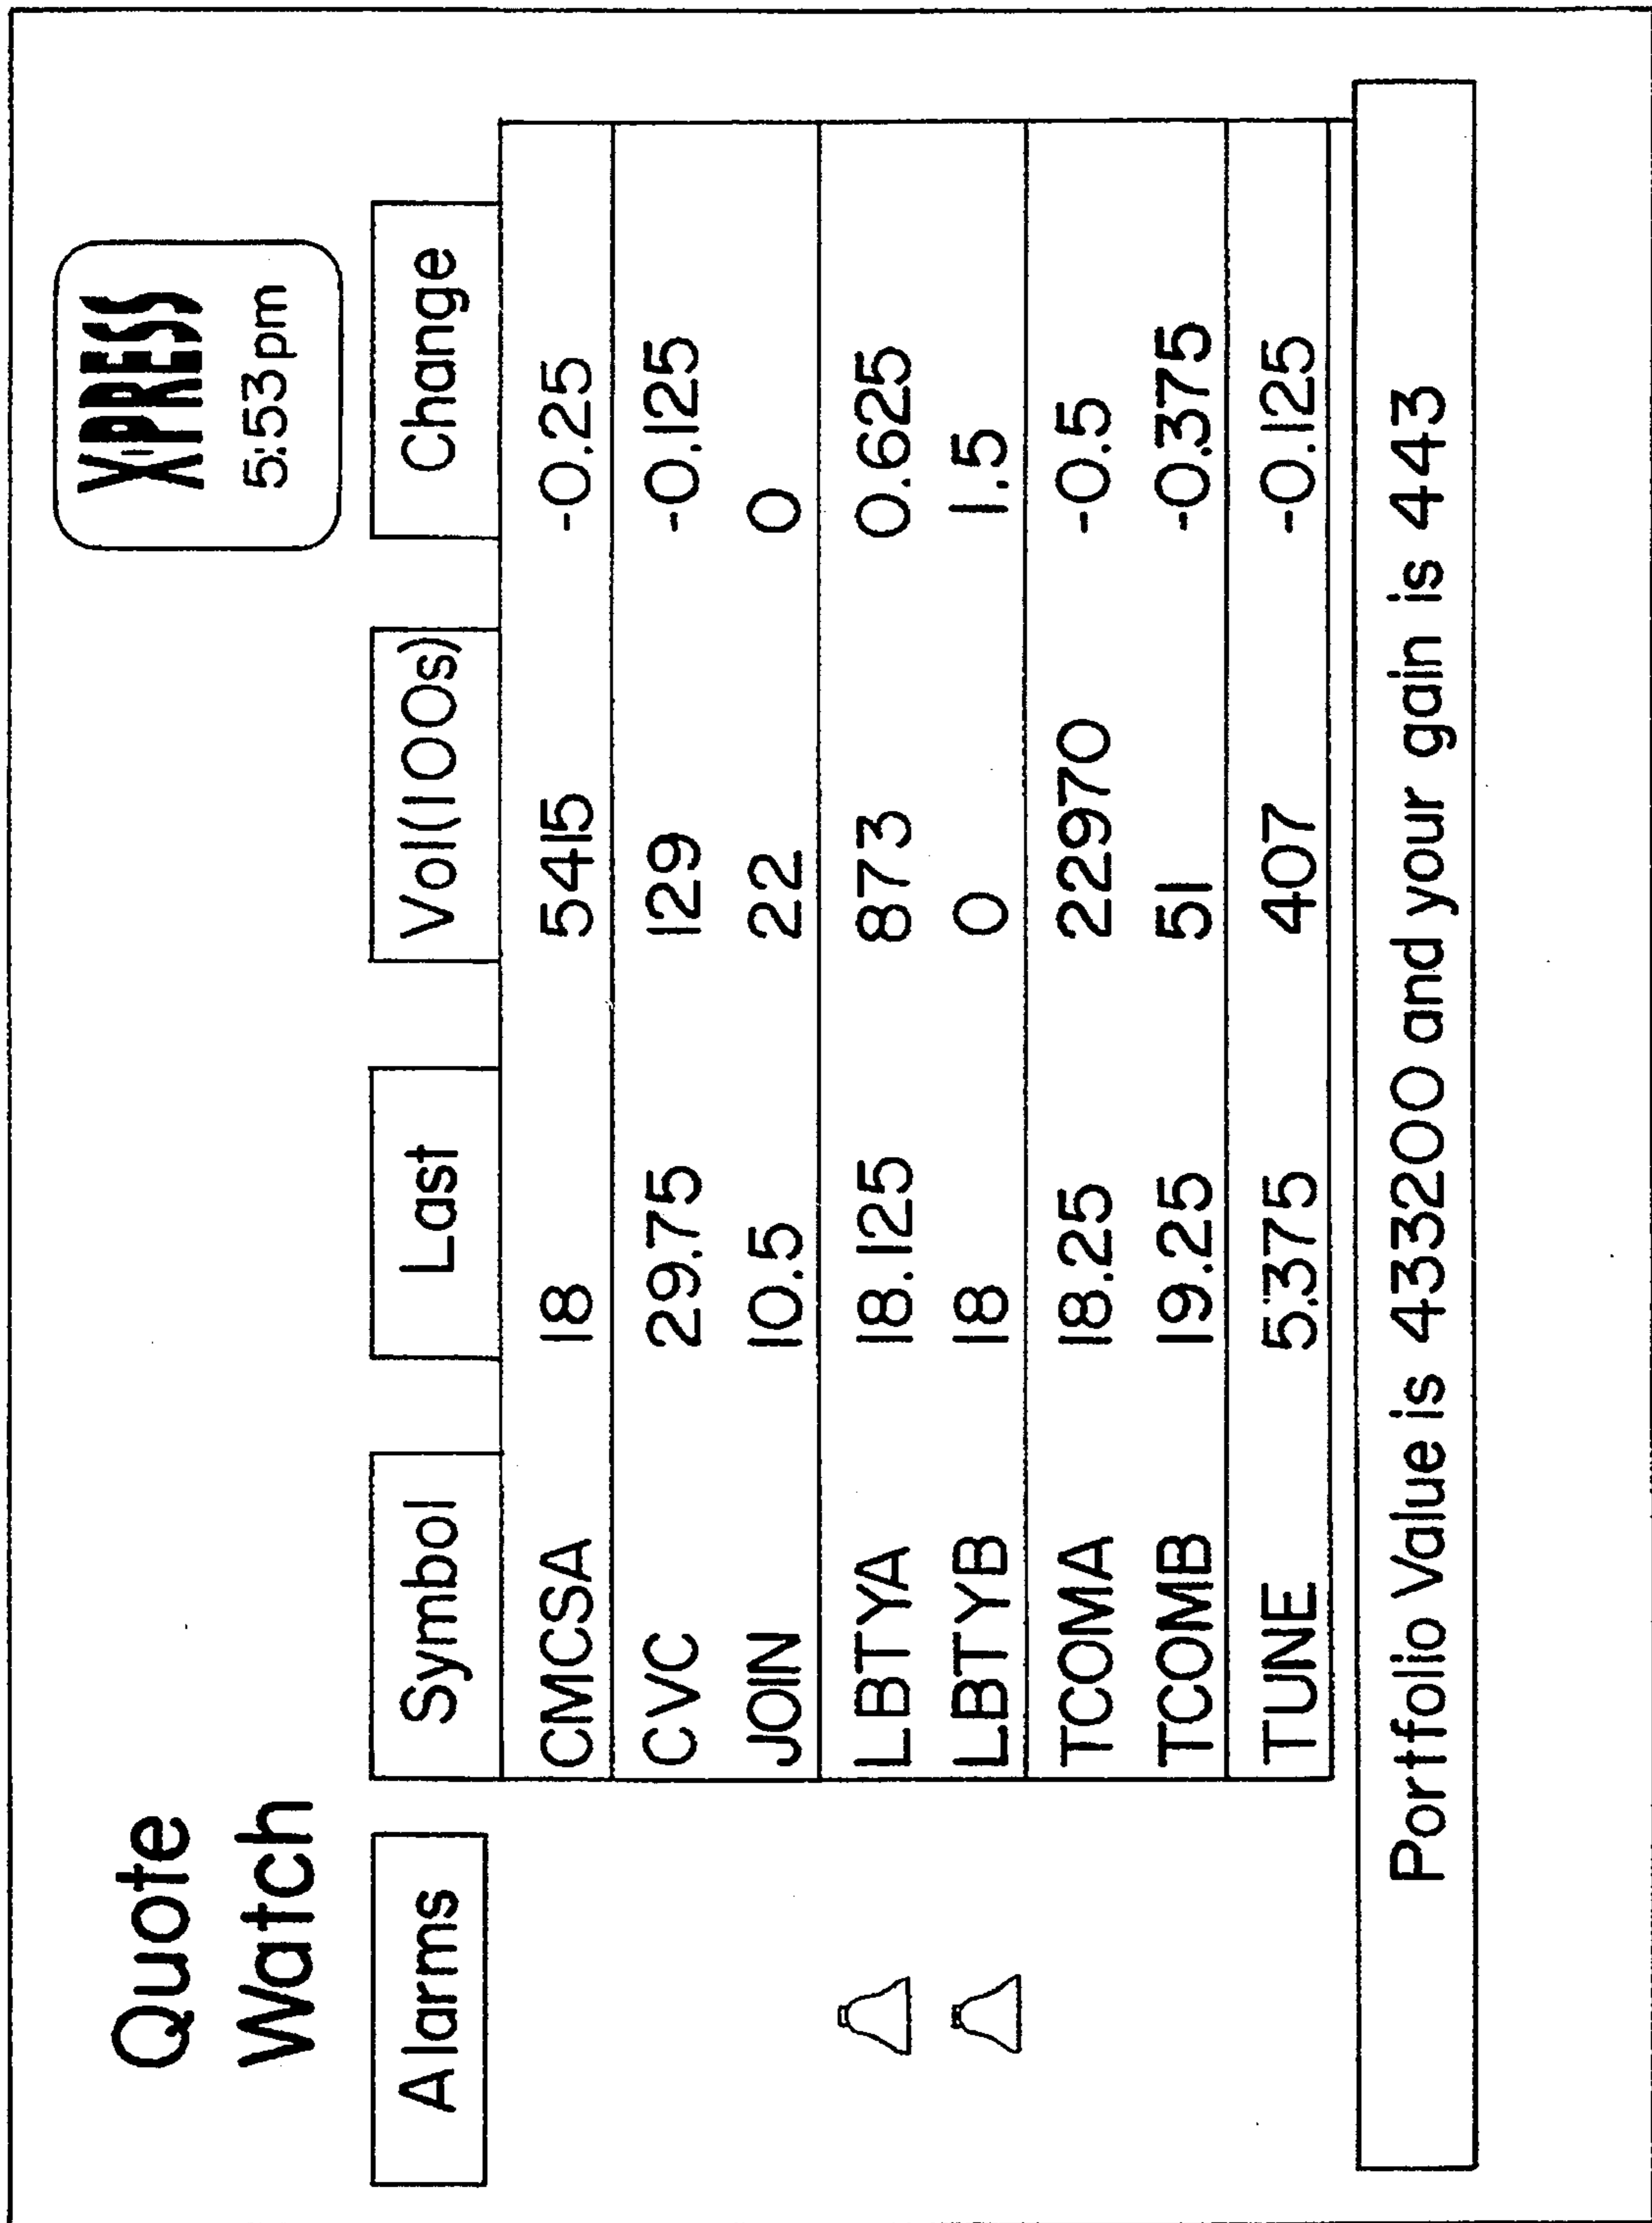 Quote
Watch
X·PRESS
5:53pm
Alarms Symbol Last Vol(100s) Change
CMCSA 18 5415 -0.25
CVC 29.75 129 -0.125
JOIN 10.5 22 0
LBTYA 18.125 873 0.625
LBTYB 18 0 1.5
TCOMA 18.25 22970 -0.5
TCOMB 19.25 51 -0.375
TUNE 5.375 407 -0.125
Portfolio Value is 433200 and your gain is 443